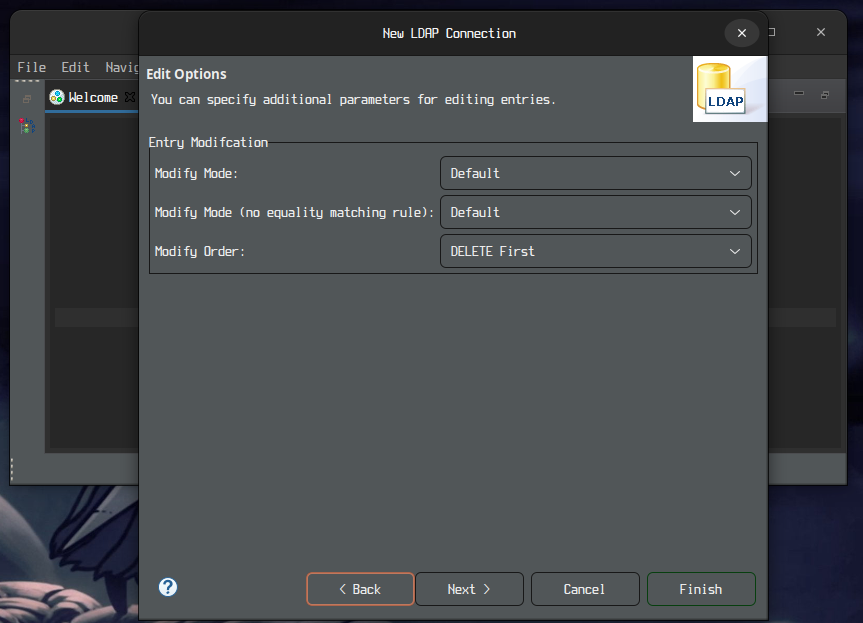 New LDAP Connection
File Edit Navig
Welcome
Edit Options
You can specify additional parameters for editing entries.
LDAP
Entry Modifcation
Modify Mode: Default
Modify Mode (no equality matching rule): Default
Modify Order: DELETE First
? < Back Next > Cancel Finish